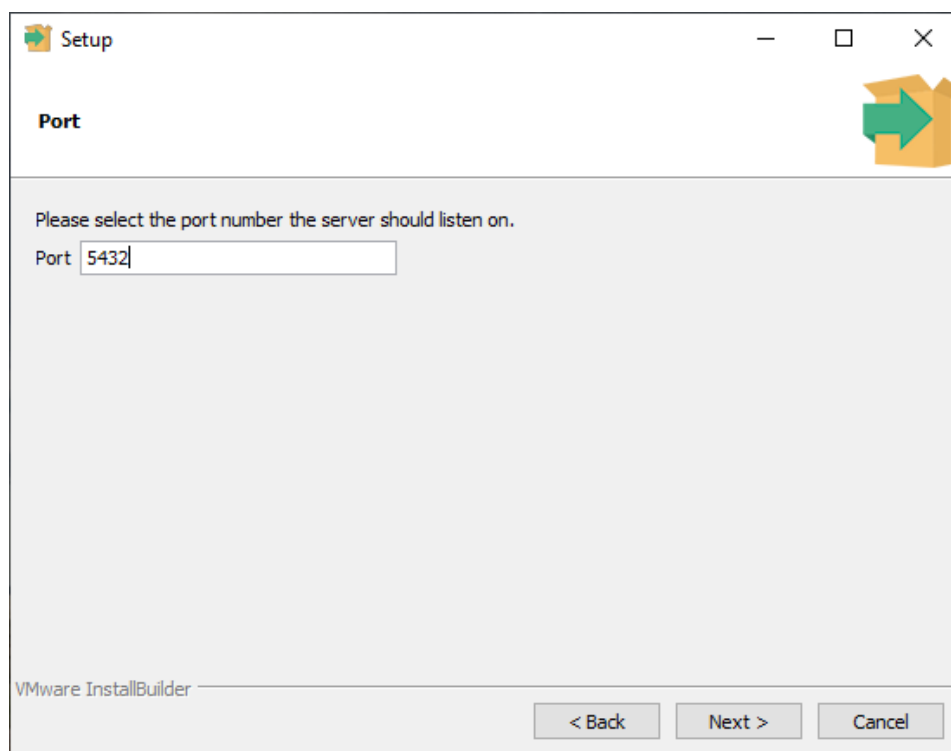 Setup
Port
Please select the port number the server should listen on.
Port 5432
VMware InstallBuilder
< Back Next > Cancel